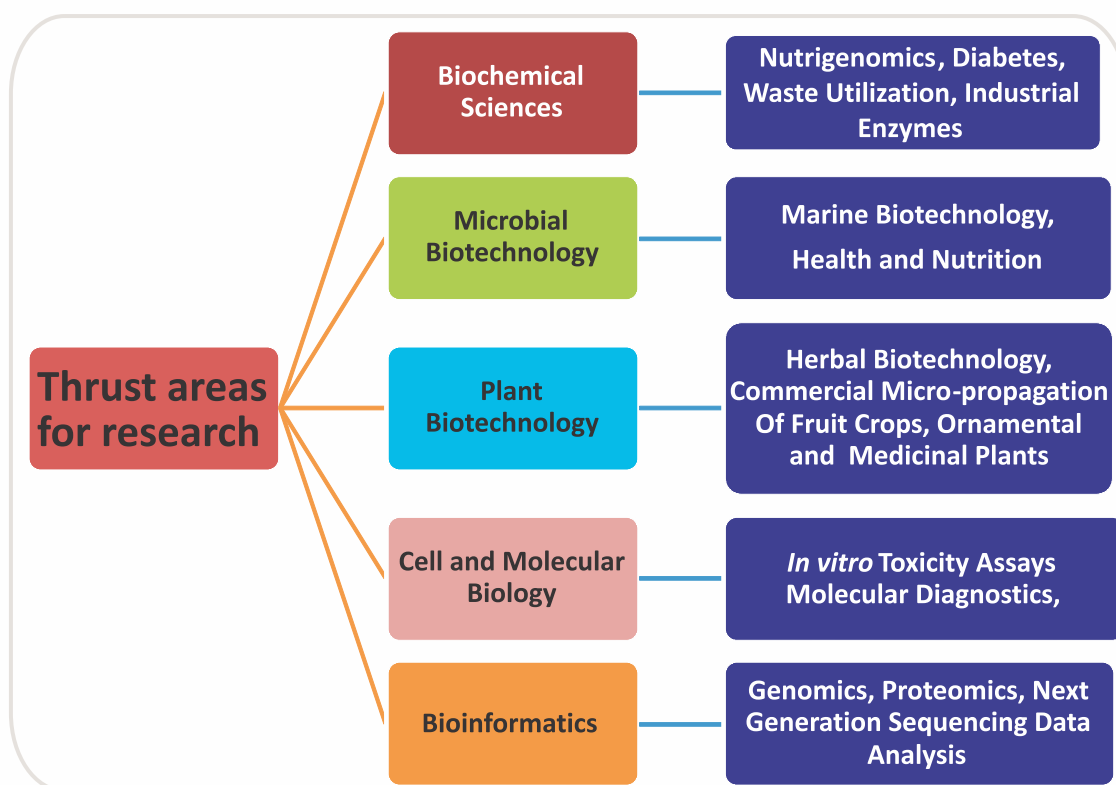 Thrust areas
for research
Biochemical
Sciences
Nutrigenomics, Diabetes,
Waste Utilization, Industrial
Enzymes
Microbial
Biotechnology
Marine Biotechnology,
Health and Nutrition
Plant
Biotechnology
Herbal Biotechnology,
Commercial Micro-propagation
Of Fruit Crops, Ornamental
and Medicinal Plants
Cell and Molecular
Biology
In vitro Toxicity Assays
Molecular Diagnostics,
Bioinformatics
Genomics, Proteomics, Next
Generation Sequencing Data
Analysis